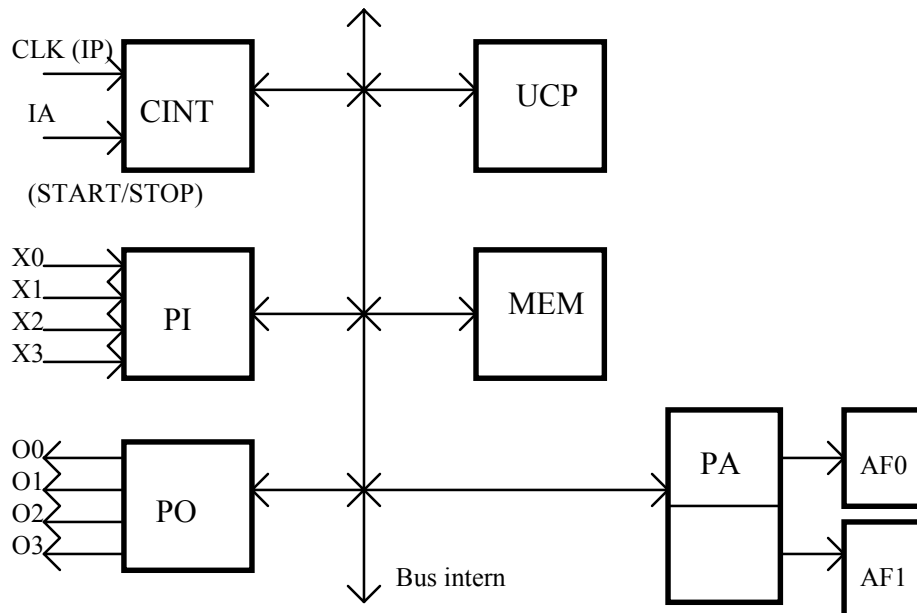 CLK (IP)
IA
(START/STOP)
CINT
UCP
X0
X1
X2
X3
PI
MEM
O0
O1
O2
O3
PO
PA
AF0
AF1
Bus intern